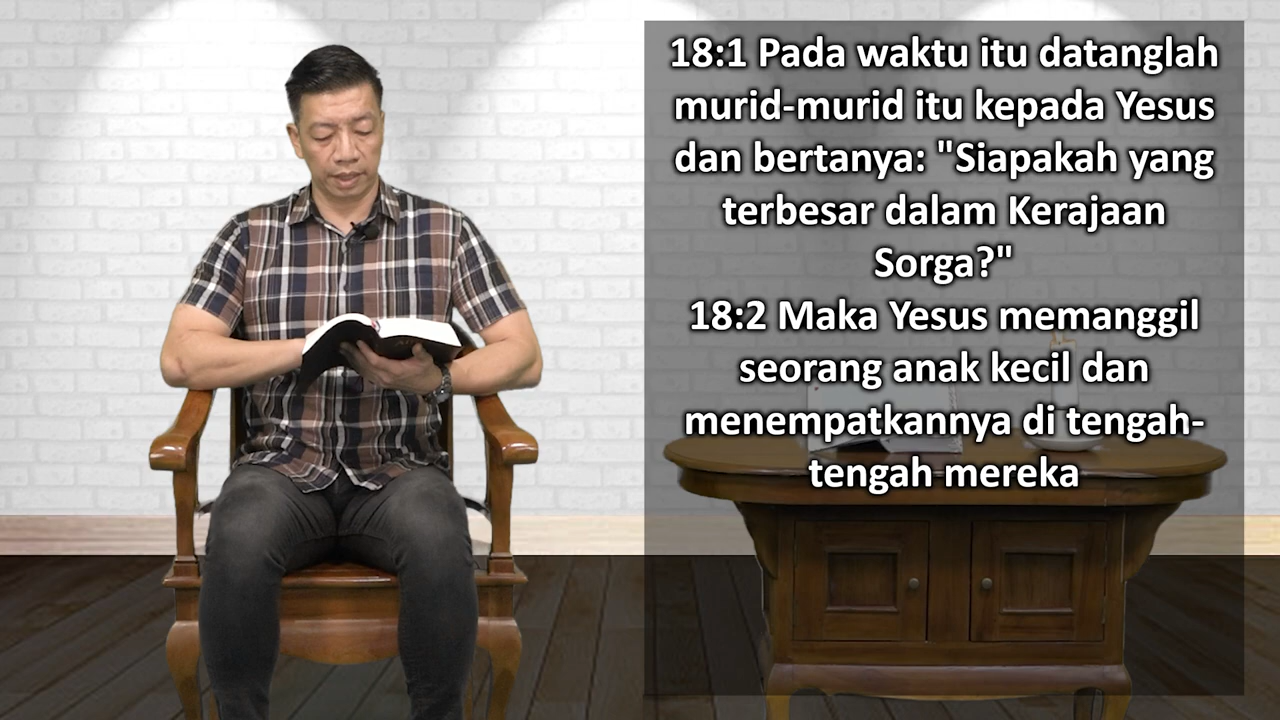 18:1 Pada waktu itu datanglah
murid-murid itu kepada Yesus
dan bertanya: "Siapakah yang
terbesar dalam Kerajaan
Sorga?"
18:2 Maka Yesus memanggil
seorang anak kecil dan
menempatkannya di tengah-
tengah mereka